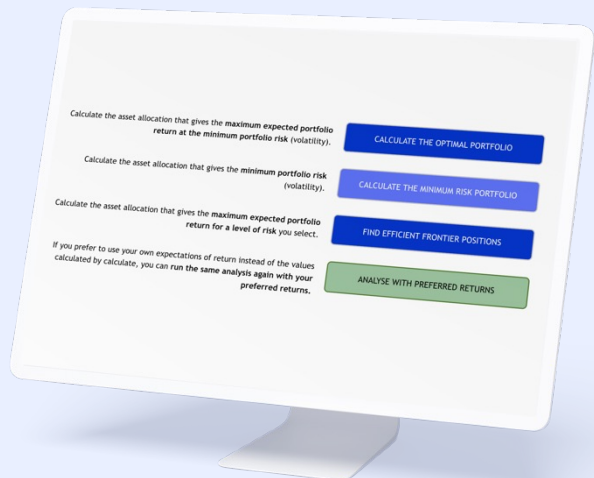 Calculate the asset allocation that gives the maximum expected portfolio
return at the minimum portfolio risk (volatility).
CALCULATE THE OPTIMAL PORTFOLIO
Calculate the asset allocation that gives the minimum portfolio risk
(volatility).
CALCULATE THE MINIMUM RISK PORTFOLIO
Calculate the asset allocation that gives the maximum expected portfolio
return for a level of risk you select.
FIND EFFICIENT FRONTIER POSITIONS
If you prefer to use your own expectations of return instead of the values
calculated by calculate, you can run the same analysis again with your
preferred returns.
ANALYSE WITH PREFERRED RETURNS